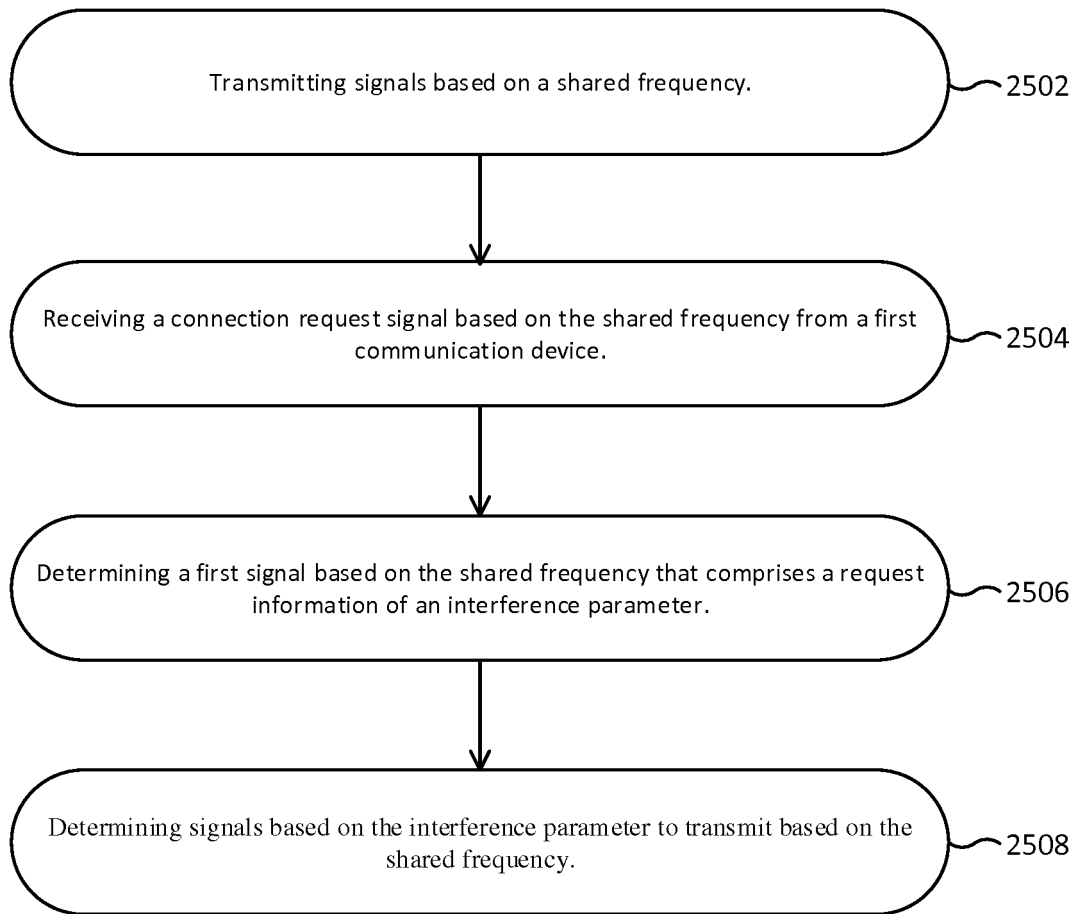 Transmitting signals based on a shared frequency.
2502
Receiving a connection request signal based on the shared frequency from a first
communication device.
2504
Determining a first signal based on the shared frequency that comprises a request
information of an interference parameter.
2506
Determining signals based on the interference parameter to transmit based on the
shared frequency.
2508